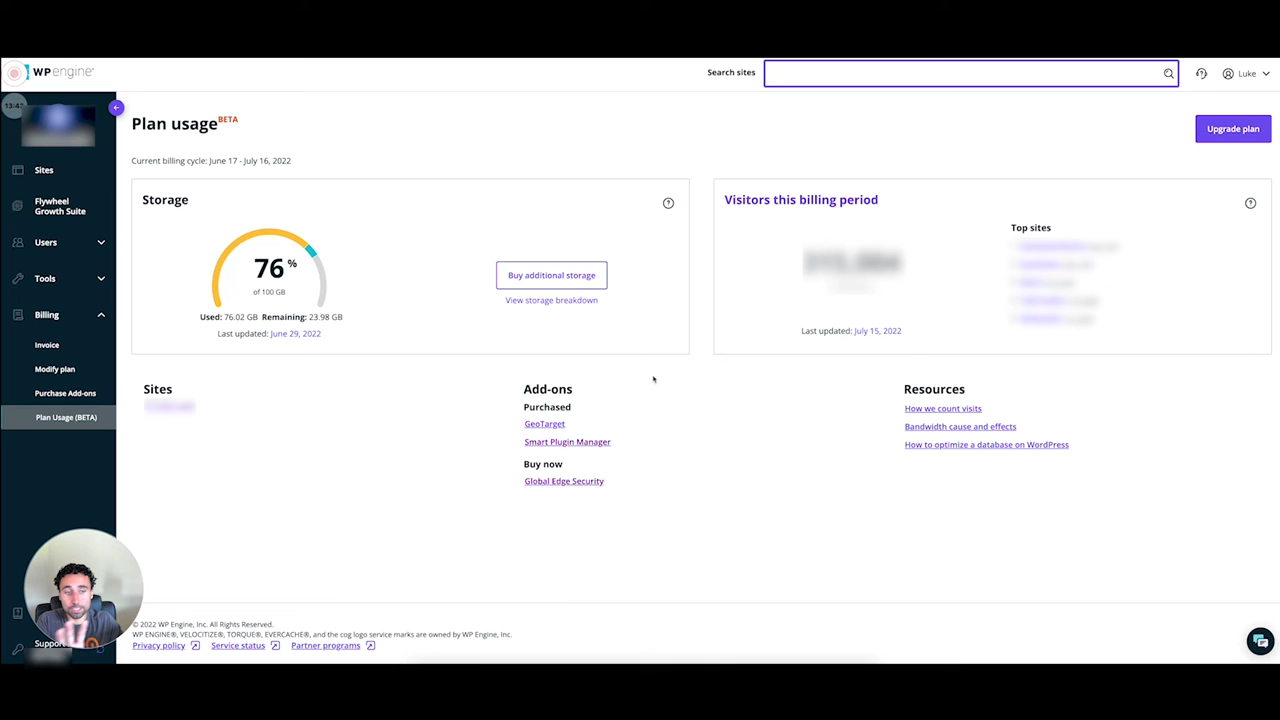 WP engine®
Search sites
Luke
13:42
Plan usage BETA
Upgrade plan
Current billing cycle: June 17 - July 16, 2022
Sites
Flywheel
Growth Suite
Users
Tools
Billing
Invoice
Modify plan
Purchase Add-ons
Plan Usage (BETA)
Support
Storage
76 %
of 100 GB
Used: 76.02 GB Remaining: 23.98 GB
Last updated: June 29, 2022
Buy additional storage
View storage breakdown
Visitors this billing period
Top sites
Last updated: July 15, 2022
Sites
Add-ons
Purchased
GeoTarget
Smart Plugin Manager
Buy now
Global Edge Security
Resources
How we count visits
Bandwidth cause and effects
How to optimize a database on WordPress
© 2022 WP Engine, Inc. All Rights Reserved.
WP ENGINE®, VELOCITIZE®, TORQUE®, EVERCACHE®, and the cog logo service marks are owned by WP Engine, Inc.
Privacy policy
Service status
Partner programs